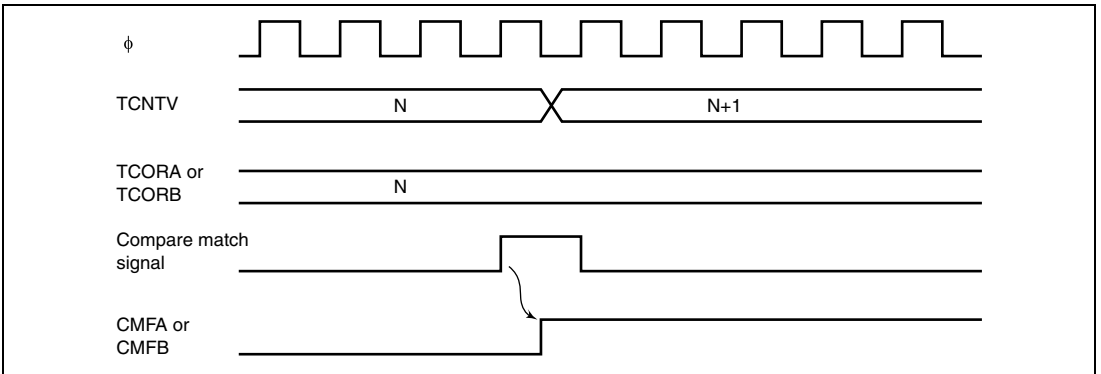 ϕ
TCNTV
N
N+1
TCORA or
TCORB
N
Compare match
signal
CMFA or
CMFB